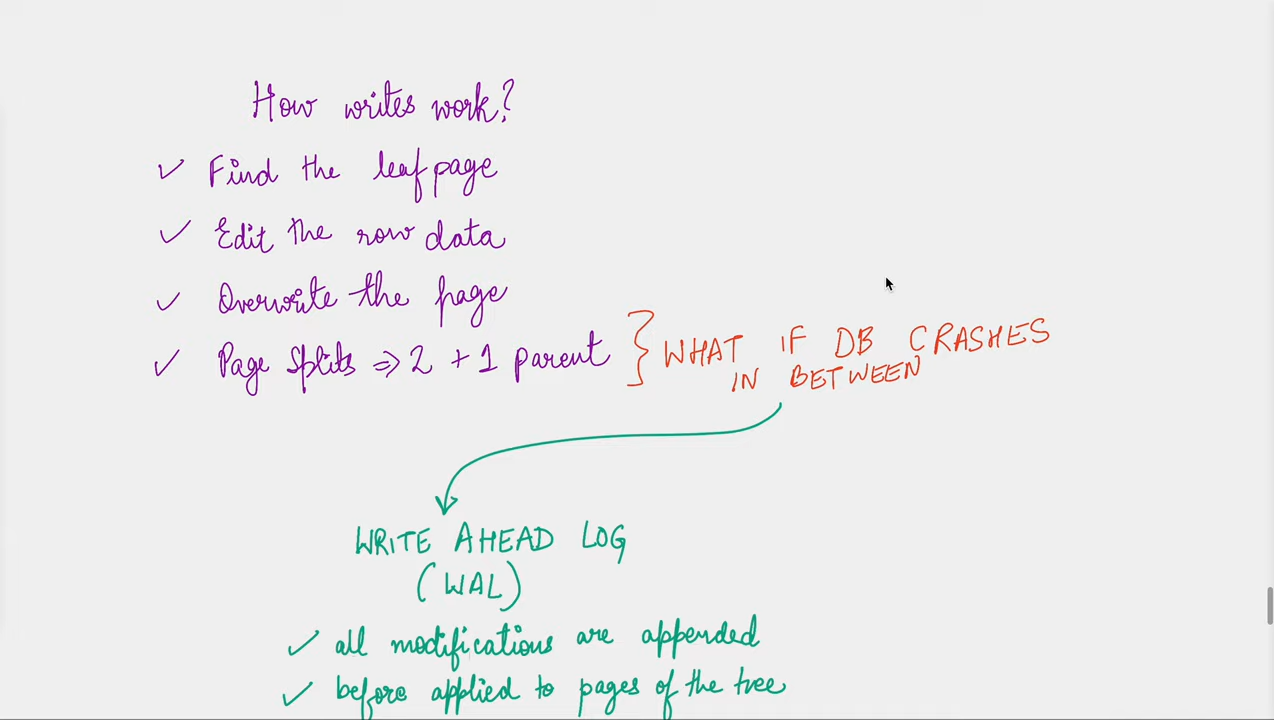 How writes work?
✓ Find the leaf page
✓ Edit the row data
✓ Overwrite the page
✓ Page Splits => 2 + 1 parent } WHAT IF DB CRASHES
IN BETWEEN
WRITE AHEAD LOG
(WAL)
✓ all modifications are appended
✓ before applied to pages of the tree